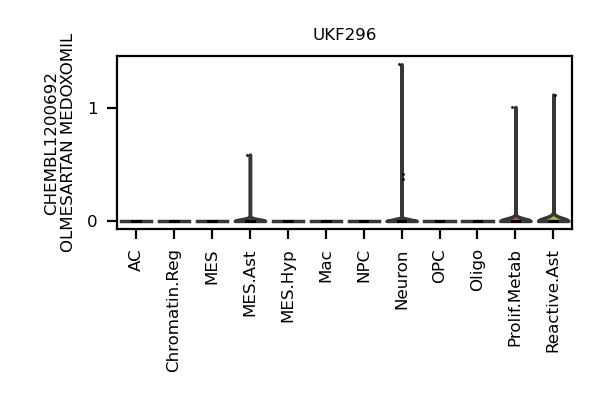 UKF296
CHEMBL1200692
OLMESARTAN MEDOXOMIL
1
0
AC
Chromatin.Reg
MES
MES.Ast
MES.Hyp
Mac
NPC
Neuron
OPC
Oligo
Prolif.Metab
Reactive.Ast